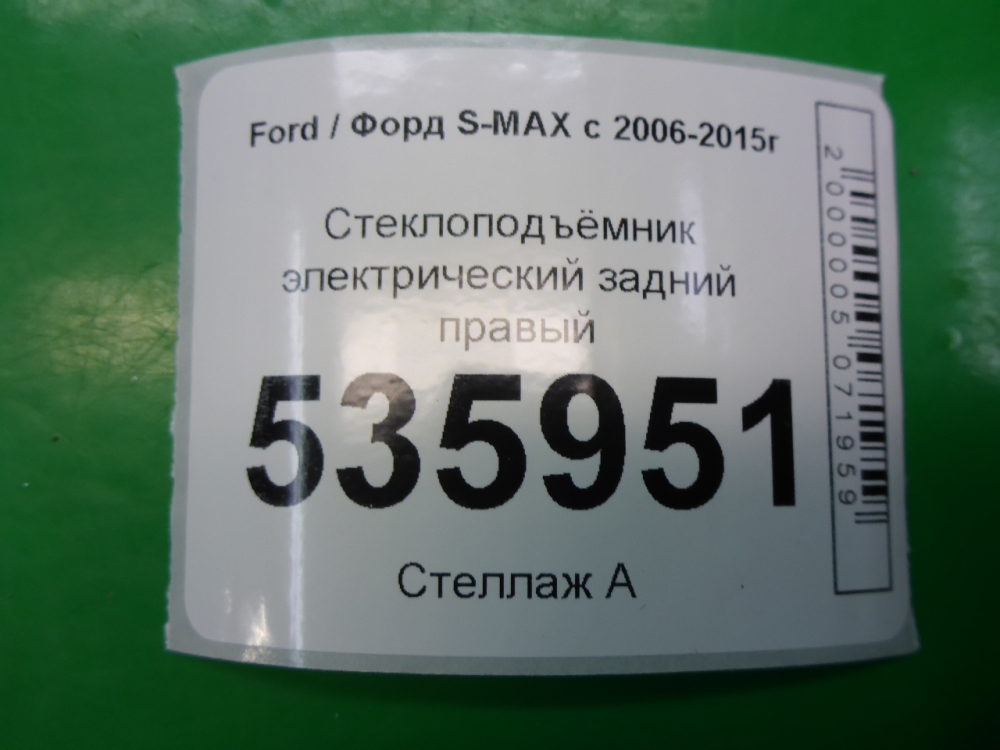 Ford / Форд S-MAX с 2006-2015г
Стеклоподъёмник
электрический задний
правый
535951
Стеллаж А
2000005071959